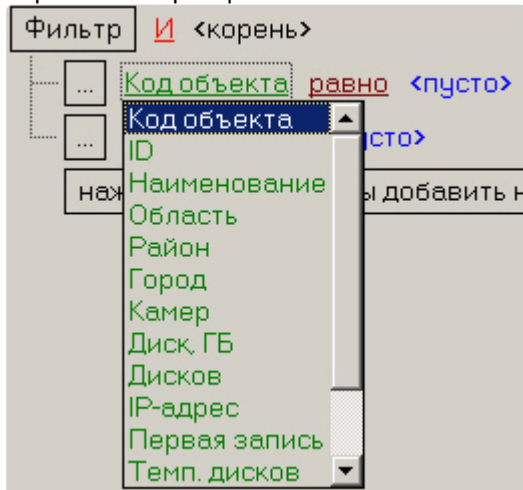 Фильтр И <корень>
... Код объекта равно <пусто>
Код объекта
... усто>
ID
наж Наименование ы добавить н
Область
Район
Город
Камер
Диск, ГБ
Дисков
IP-адрес
Первая запись
Темп. дисков